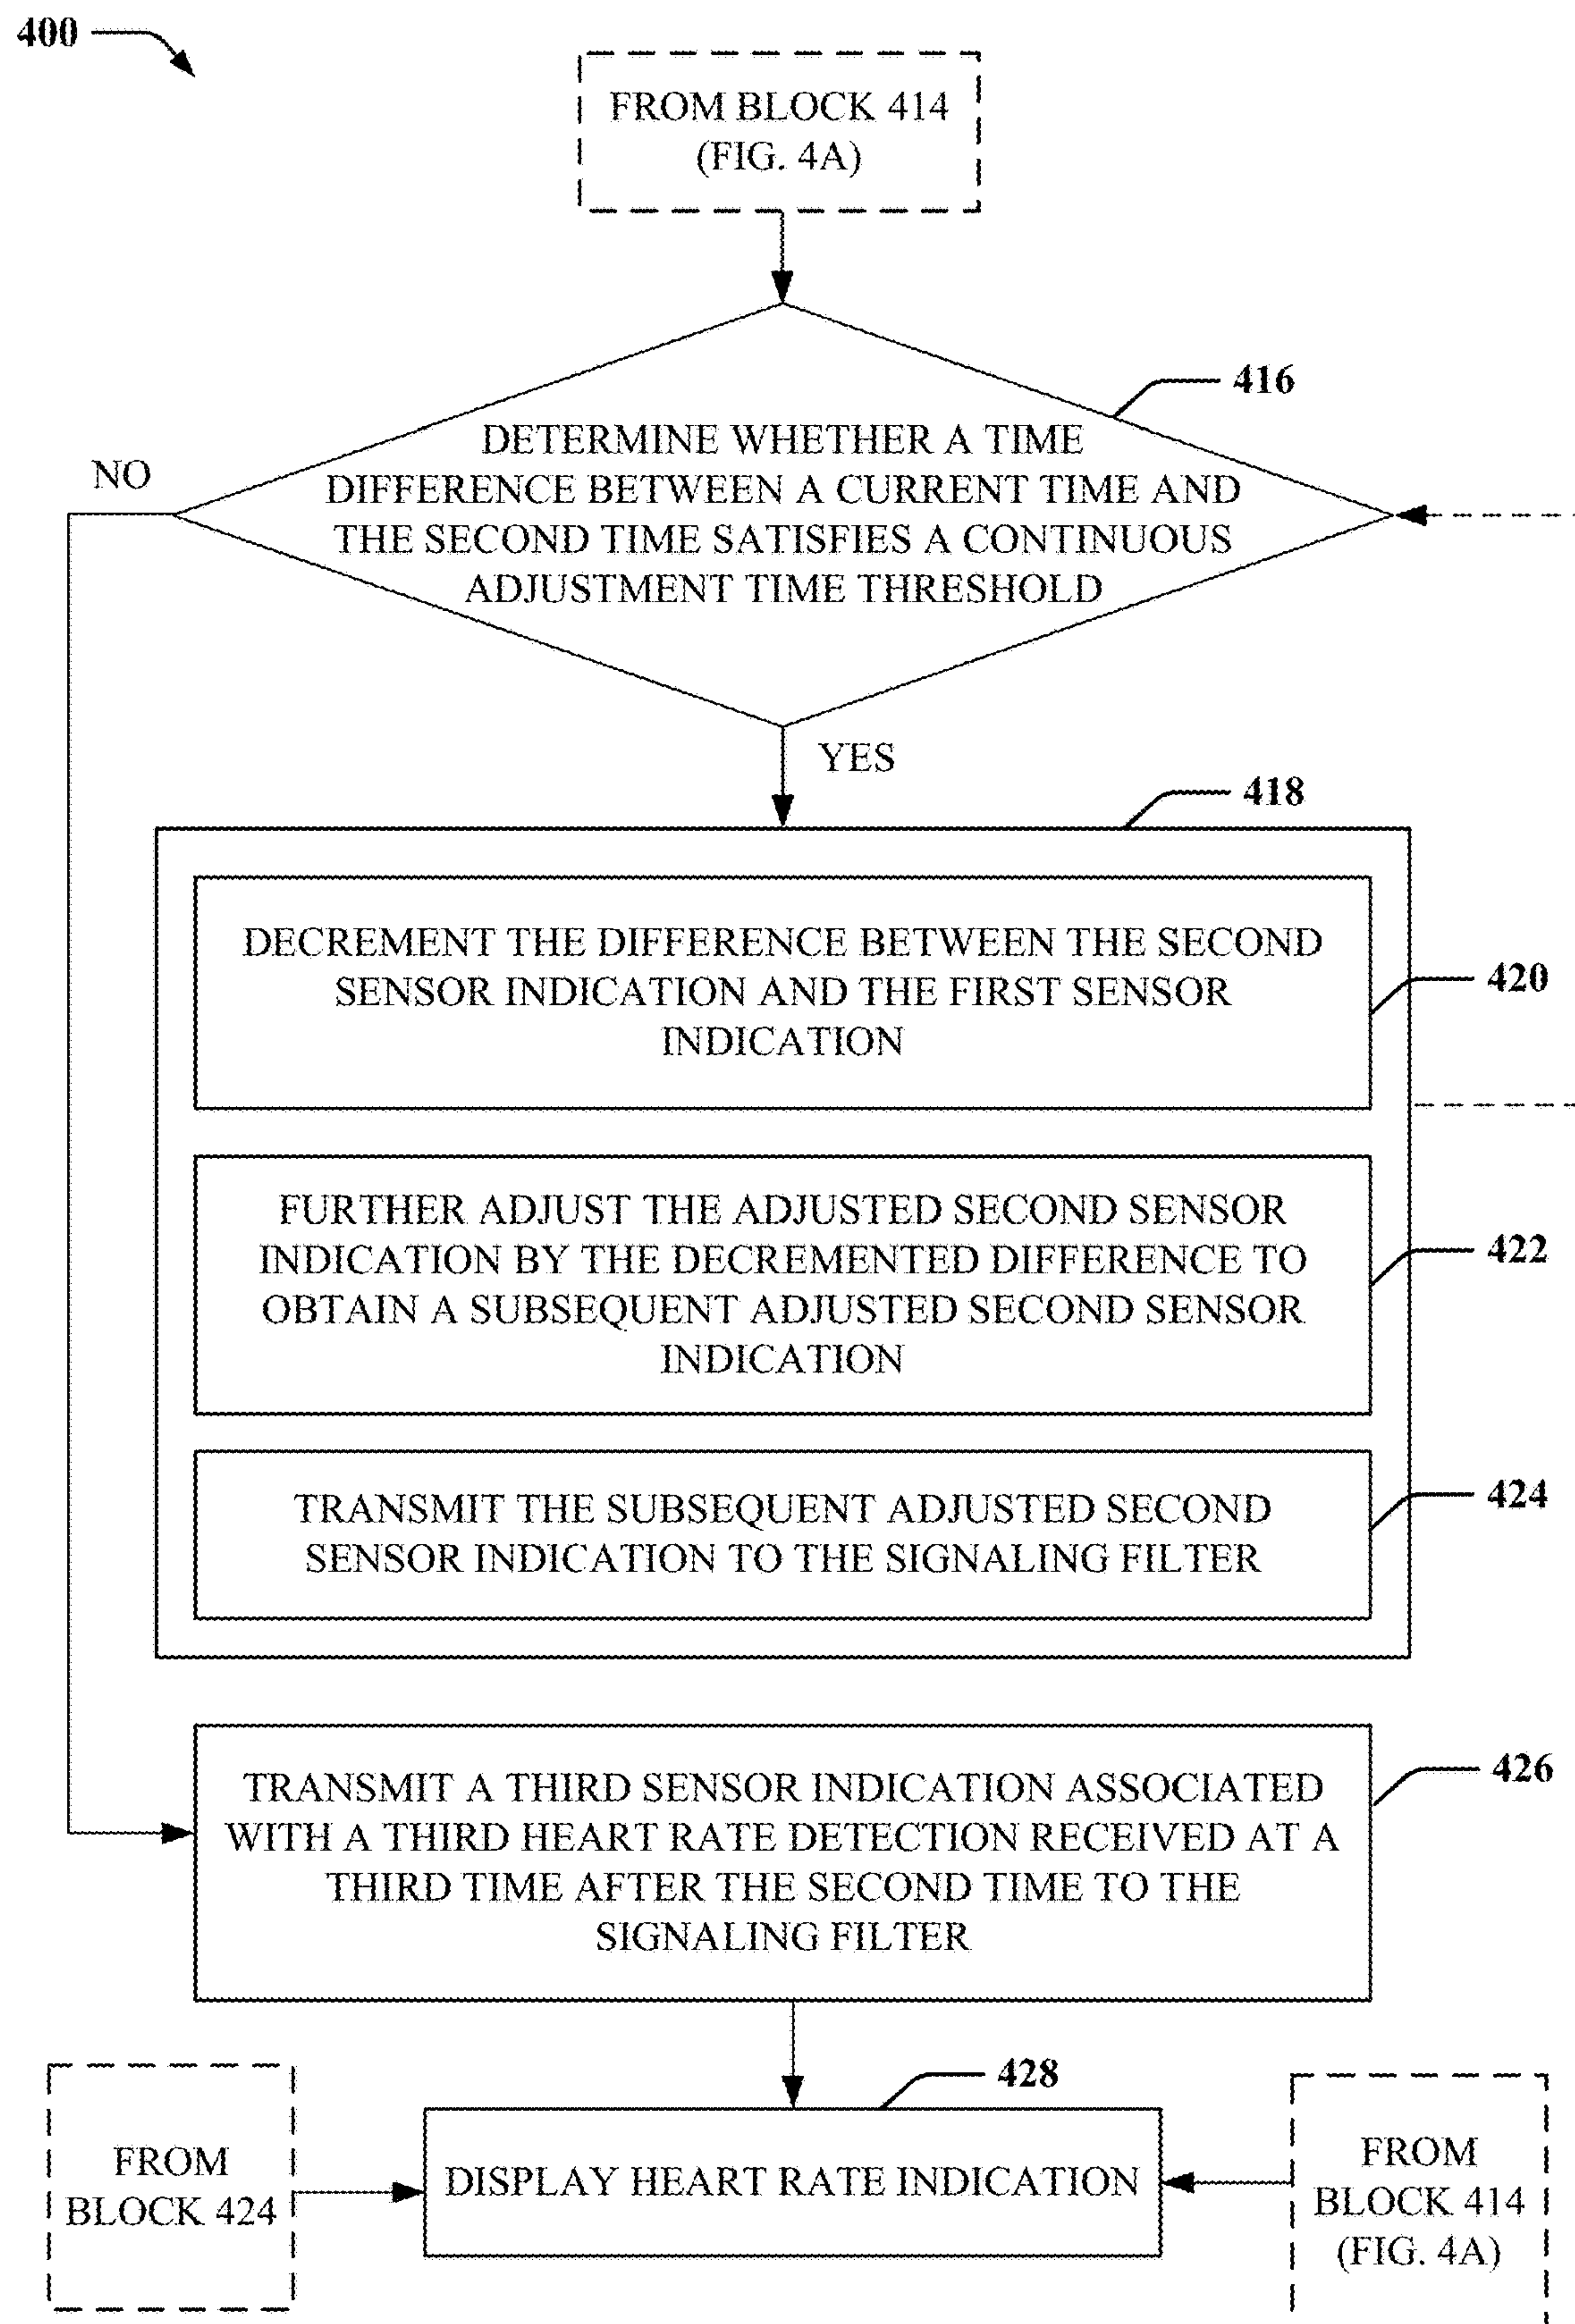 400
FROM BLOCK 414
(FIG. 4A)
416
DETERMINE WHETHER A TIME
DIFFERENCE BETWEEN A CURRENT TIME AND
THE SECOND TIME SATISFIES A CONTINUOUS
ADJUSTMENT TIME THRESHOLD
NO
YES
418
DECREMENT THE DIFFERENCE BETWEEN THE SECOND
SENSOR INDICATION AND THE FIRST SENSOR
INDICATION
420
FURTHER ADJUST THE ADJUSTED SECOND SENSOR
INDICATION BY THE DECREMENTED DIFFERENCE TO
OBTAIN A SUBSEQUENT ADJUSTED SECOND SENSOR
INDICATION
422
TRANSMIT THE SUBSEQUENT ADJUSTED SECOND
SENSOR INDICATION TO THE SIGNALING FILTER
424
TRANSMIT A THIRD SENSOR INDICATION ASSOCIATED
WITH A THIRD HEART RATE DETECTION RECEIVED AT A
THIRD TIME AFTER THE SECOND TIME TO THE
SIGNALING FILTER
426
428
FROM
BLOCK 424
DISPLAY HEART RATE INDICATION
FROM
BLOCK 414
(FIG. 4A)